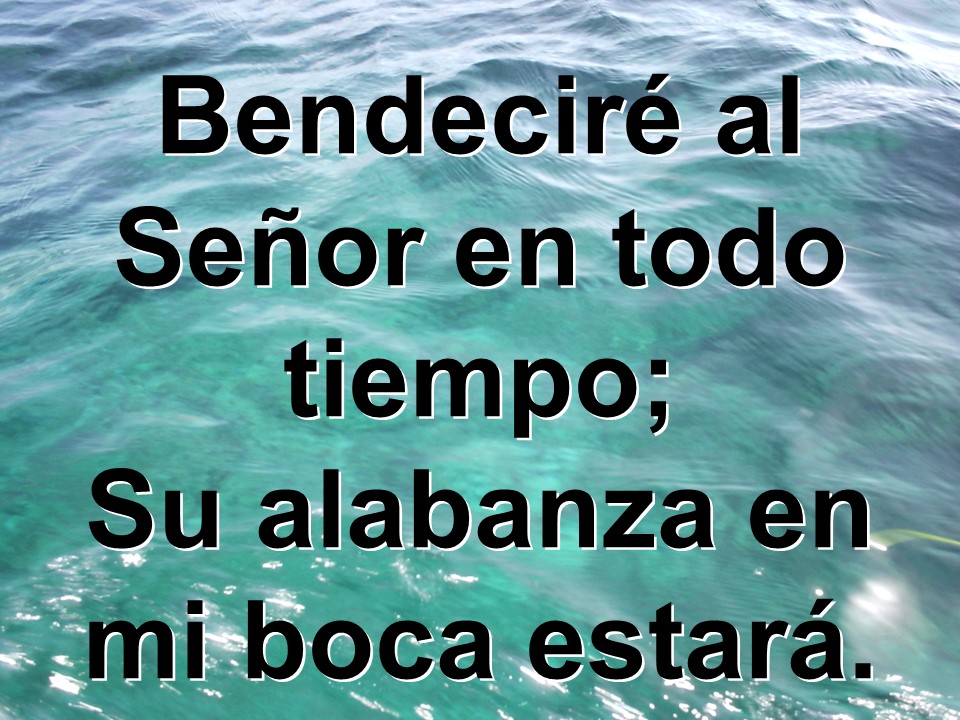 Bendeciré al
Señor en todo
tiempo;
Su alabanza en
mi boca estará.